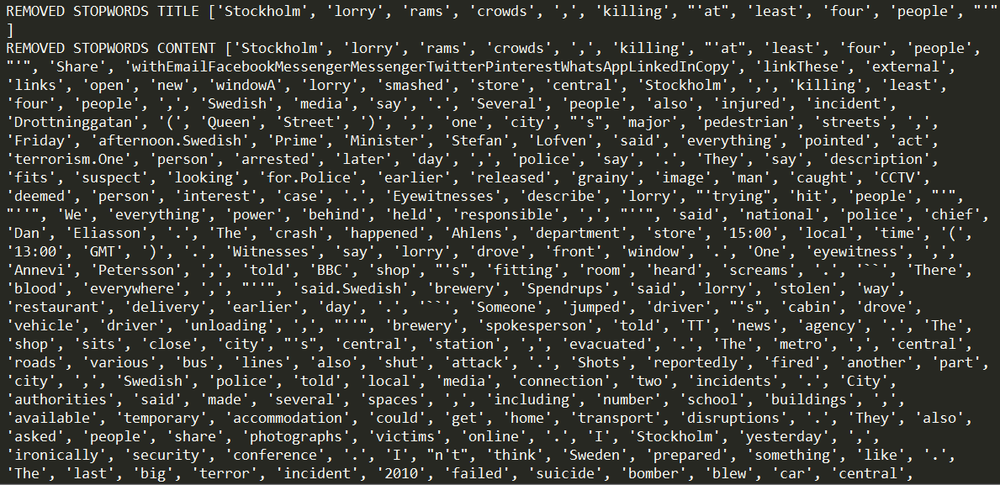 REMOVED STOPWORDS TITLE ['Stockholm', 'lorry', 'rams', 'crowds', ',', 'killing', "'at", 'least', 'four', 'people', "'"
]
REMOVED STOPWORDS CONTENT ['Stockholm', 'lorry', 'rams', 'crowds', ',', 'killing', "'at", 'least', 'four', 'people',
"'", 'Share', 'withEmailFacebookMessengerMessengerTwitterPinterestWhatsAppLinkedInCopy', 'linkThese', 'external',
'links', 'open', 'new', 'windowA', 'lorry', 'smashed', 'store', 'central', 'Stockholm', ',', 'killing', 'least',
'four', 'people', ',', 'Swedish', 'media', 'say', '.', 'Several', 'people', 'also', 'injured', 'incident',
'Drottninggatan', '(', 'Queen', 'Street', ')', ',', 'one', 'city', "'s", 'major', 'pedestrian', 'streets', ',',
'Friday', 'afternoon.Swedish', 'Prime', 'Minister', 'Stefan', 'Lofven', 'said', 'everything', 'pointed', 'act',
'terrorism.One', 'person', 'arrested', 'later', 'day', ',', 'police', 'say', '.', 'They', 'say', 'description',
'fits', 'suspect', 'looking', 'for.Police', 'earlier', 'released', 'grainy', 'image', 'man', 'caught', 'CCTV',
'deemed', 'person', 'interest', 'case', '.', 'Eyewitnesses', 'describe', 'lorry', "'trying", 'hit', 'people', "'",
"''", 'We', 'everything', 'power', 'behind', 'held', 'responsible', ',', "''", 'said', 'national', 'police', 'chief',
'Dan', 'Eliasson', '.', 'The', 'crash', 'happened', 'Ahlens', 'department', 'store', '15:00', 'local', 'time', '(',
'13:00', 'GMT', ')', '.', 'Witnesses', 'say', 'lorry', 'drove', 'front', 'window', '.', 'One', 'eyewitness', ',',
'Annevi', 'Petersson', ',', 'told', 'BBC', 'shop', "'s", 'fitting', 'room', 'heard', 'screams', '.', '``', 'There',
'blood', 'everywhere', ',', "''", 'said.Swedish', 'brewery', 'Spendrups', 'said', 'lorry', 'stolen', 'way',
'restaurant', 'delivery', 'earlier', 'day', '.', '``', 'Someone', 'jumped', 'driver', "'s", 'cabin', 'drove',
'vehicle', 'driver', 'unloading', ',', "''", 'brewery', 'spokesperson', 'told', 'TT', 'news', 'agency', '.', 'The',
'shop', 'sits', 'close', 'city', "'s", 'central', 'station', ',', 'evacuated', '.', 'The', 'metro', ',', 'central',
'roads', 'various', 'bus', 'lines', 'also', 'shut', 'attack', '.', 'Shots', 'reportedly', 'fired', 'another', 'part',
'city', ',', 'Swedish', 'police', 'told', 'local', 'media', 'connection', 'two', 'incidents', '.', 'City',
'authorities', 'said', 'made', 'several', 'spaces', ',', 'including', 'number', 'school', 'buildings', ',',
'available', 'temporary', 'accommodation', 'could', 'get', 'home', 'transport', 'disruptions', '.', 'They', 'also',
'asked', 'people', 'share', 'photographs', 'victims', 'online', '.', 'I', 'Stockholm', 'yesterday', ',',
'ironically', 'security', 'conference', '.', 'I', "n't", 'think', 'Sweden', 'prepared', 'something', 'like', '.',
'The', 'last', 'big', 'terror', 'incident', '2010', 'failed', 'suicide', 'bomber', 'blew', 'car', 'central',